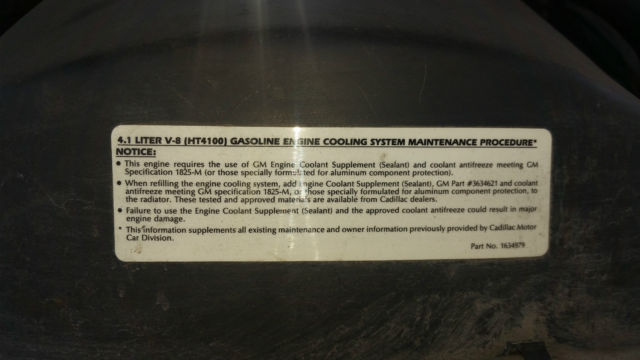 4.1 LITER V-8 (HT4100) GASOLINE ENGINE COOLING SYSTEM MAINTENANCE PROCEDURE*
NOTICE:
• This engine requires the use of GM Engine Coolant Supplement (Sealant) and coolant antifreeze meeting GM
Specification 1825-M (or those specially formulated for aluminum component protection).
• When refilling the engine cooling system, add Engine Coolant Supplement (Sealant), GM Part #3634621 and coolant
antifreeze meeting GM specification 1825-M, or those specially formulated for aluminum component protection, to
the radiator. These tested and approved materials are available from Cadillac dealers.
• Failure to use the Engine Coolant Supplement (Sealant) and the approved coolant antifreeze could result in major
engine damage.
* This information supplements all existing maintenance and owner information previously provided by Cadillac Motor
Car Division.
Part No. 1634979